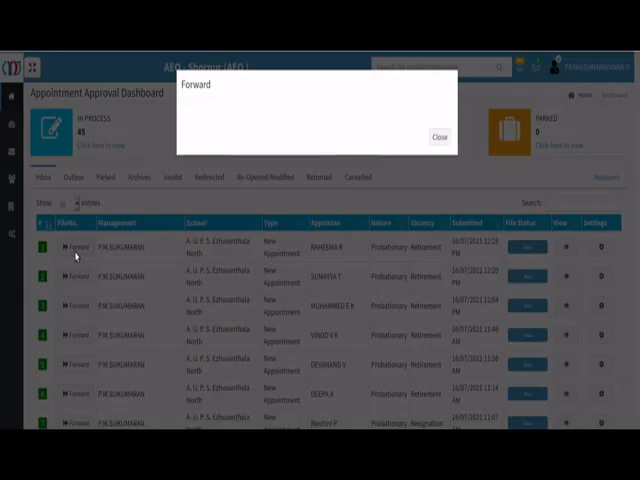 AEO - Shornur (AEO )
Forward
Close
Appointment Approval Dashboard
Home Dashboard
IN PROCESS
45
Click here to view
PARKED
0
Click here to view
Inbox Outbox Parked Archives Invalid Redirected Re-Opened/Modified Returned Cancelled
Show 10 entries Search:
# FileNo. Management School Type Appointee Nature Vacancy Submitted File Status View Settings
1 Forward P.M.SUKUMARAN A. U. P. S. Ezhuvanthala North New Appointment RAHEEMA K Probationary Retirement 16/07/2021 12:28 PM
2 Forward P.M.SUKUMARAN A. U. P. S. Ezhuvanthala North New Appointment SUMAYYA T Probationary Retirement 16/07/2021 12:24 PM
3 Forward P.M.SUKUMARAN A. U. P. S. Ezhuvanthala North New Appointment MUHAMMED E K Probationary Retirement 16/07/2021 12:04 PM
4 Forward P.M.SUKUMARAN A. U. P. S. Ezhuvanthala North New Appointment VINOD V K Probationary Retirement 16/07/2021 11:46 AM
5 Forward P.M.SUKUMARAN A. U. P. S. Ezhuvanthala North New Appointment DEVANAND V Probationary Retirement 16/07/2021 11:36 AM
6 Forward P.M.SUKUMARAN A. U. P. S. Ezhuvanthala North New Appointment DEEPA A Probationary Retirement 16/07/2021 11:14 AM
7 Forward P.M.SUKUMARAN A. U. P. S. Ezhuvanthala North New Appointment Probationary Resignation 16/07/2021 11:07 AM